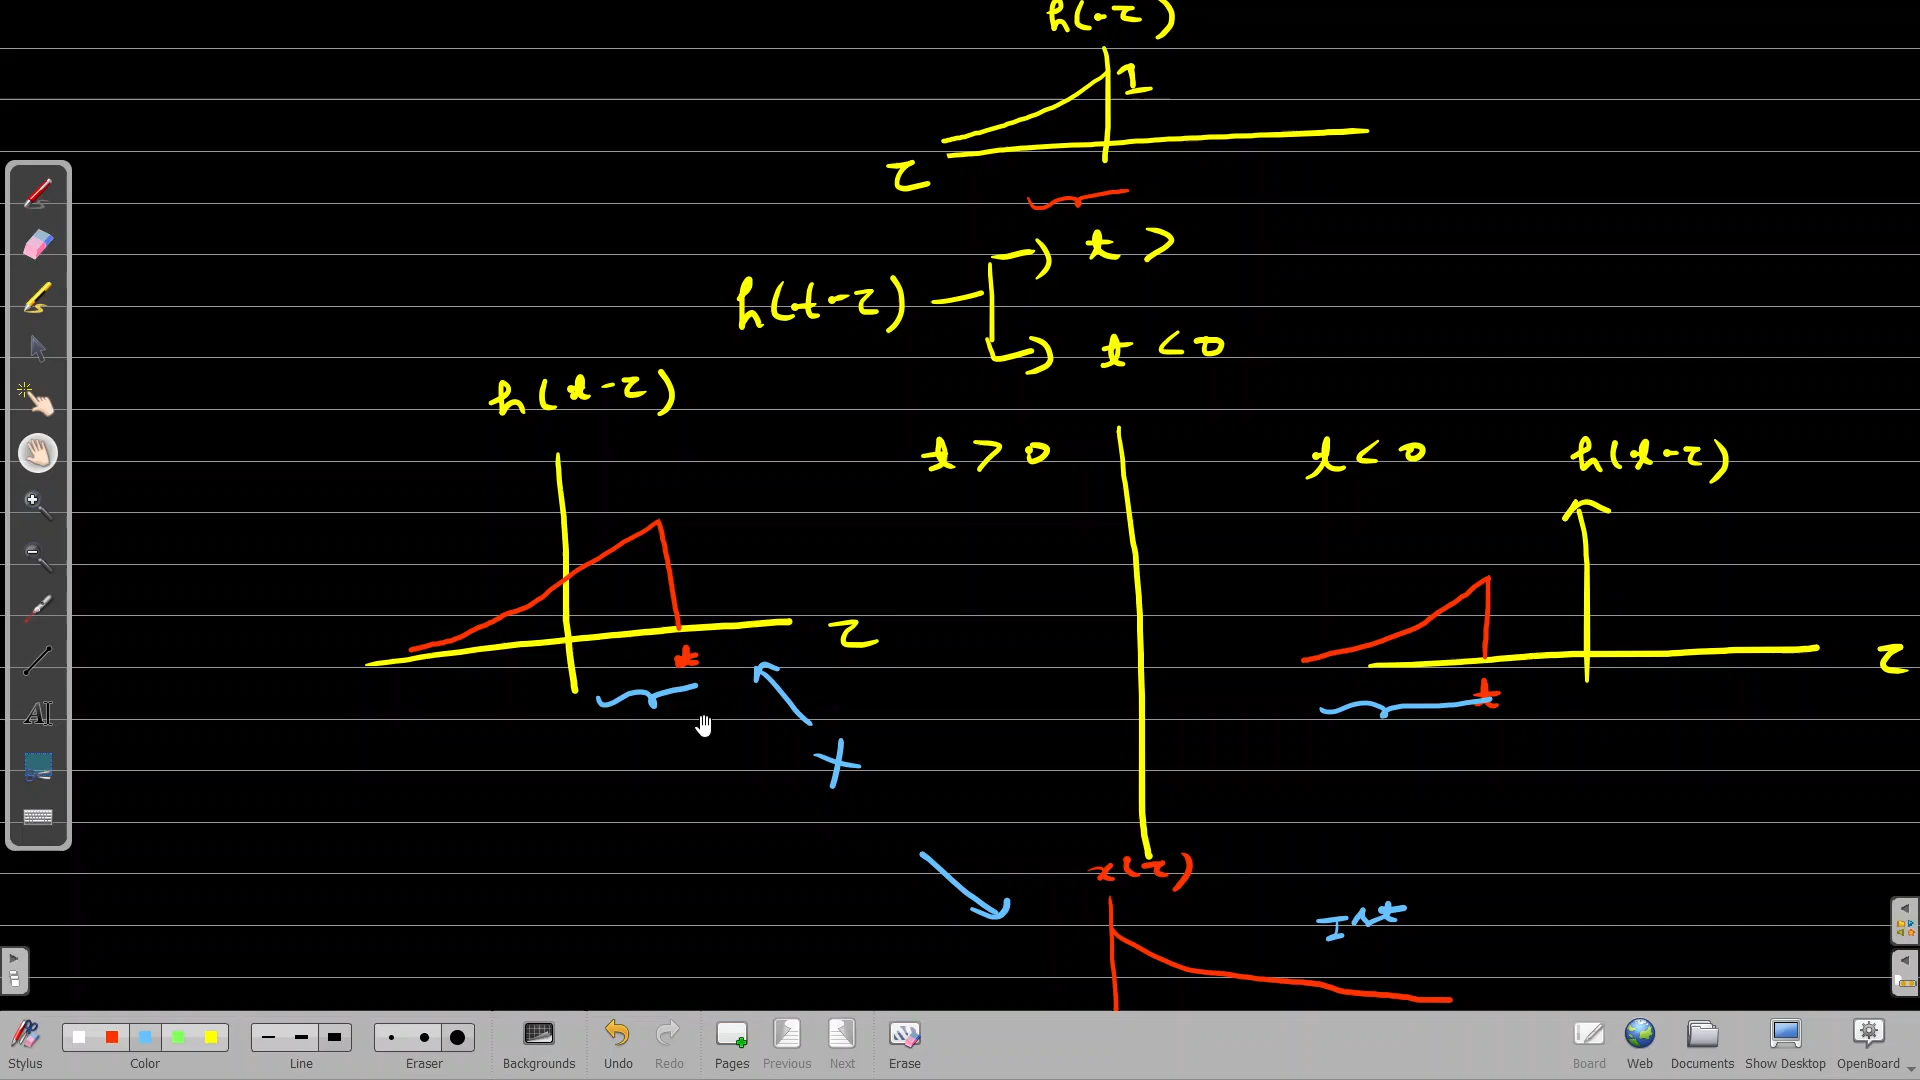 h(-τ)
1
τ
t >
h(t-τ)
t < 0
h(t-τ)
t > 0
t < 0
h(t-τ)
τ
τ
t
t
x(τ)
Int
AI
Stylus
Color
Line
Eraser
Backgrounds
Undo
Redo
Pages
Previous
Next
Erase
Board
Web
Documents
Show Desktop
OpenBoard